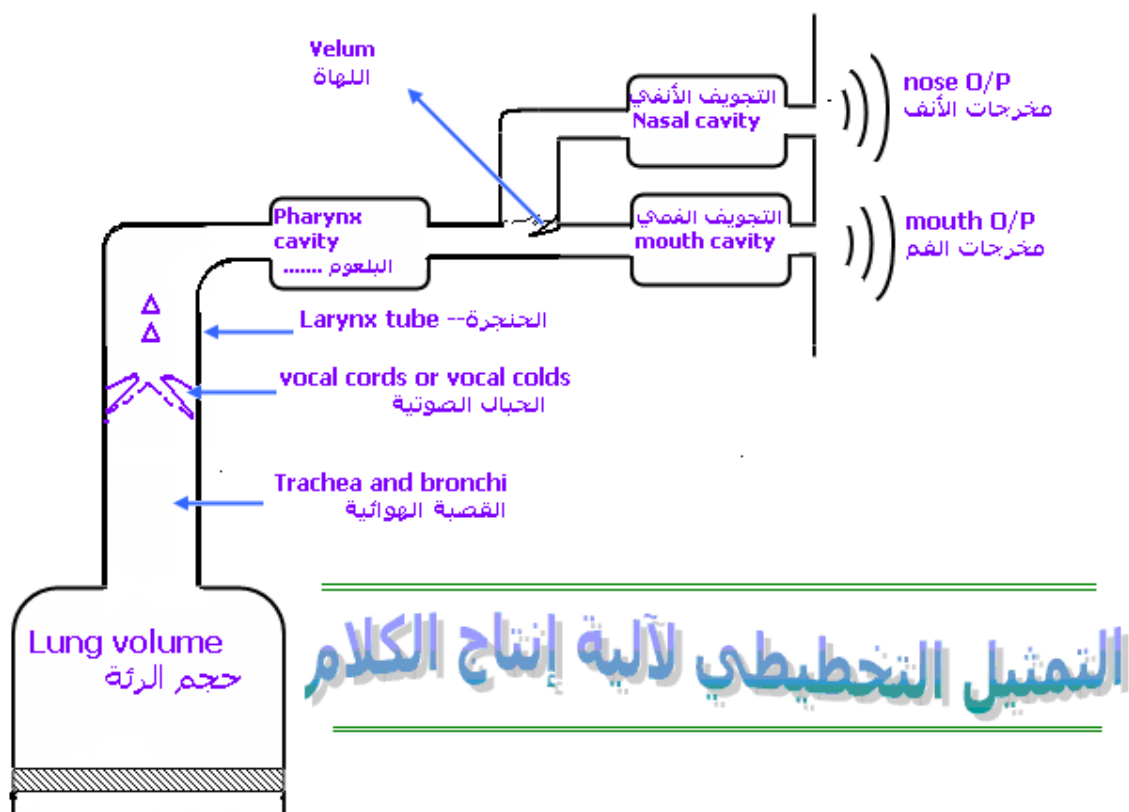 Velum
اللهاة
التجويف الأنفي
Nasal cavity
nose O/P
مخرجات الأنف
Pharynx
cavity
البلعوم .......
التجويف الفمي
mouth cavity
mouth O/P
مخرجات الفم
Larynx tube --الحنجرة
vocal cords or vocal colds
الحبال الصوتية
Trachea and bronchi
القصبة الهوائية
Lung volume
حجم الرئة
التمثيل التخطيطي لآلية إنتاج الكلام